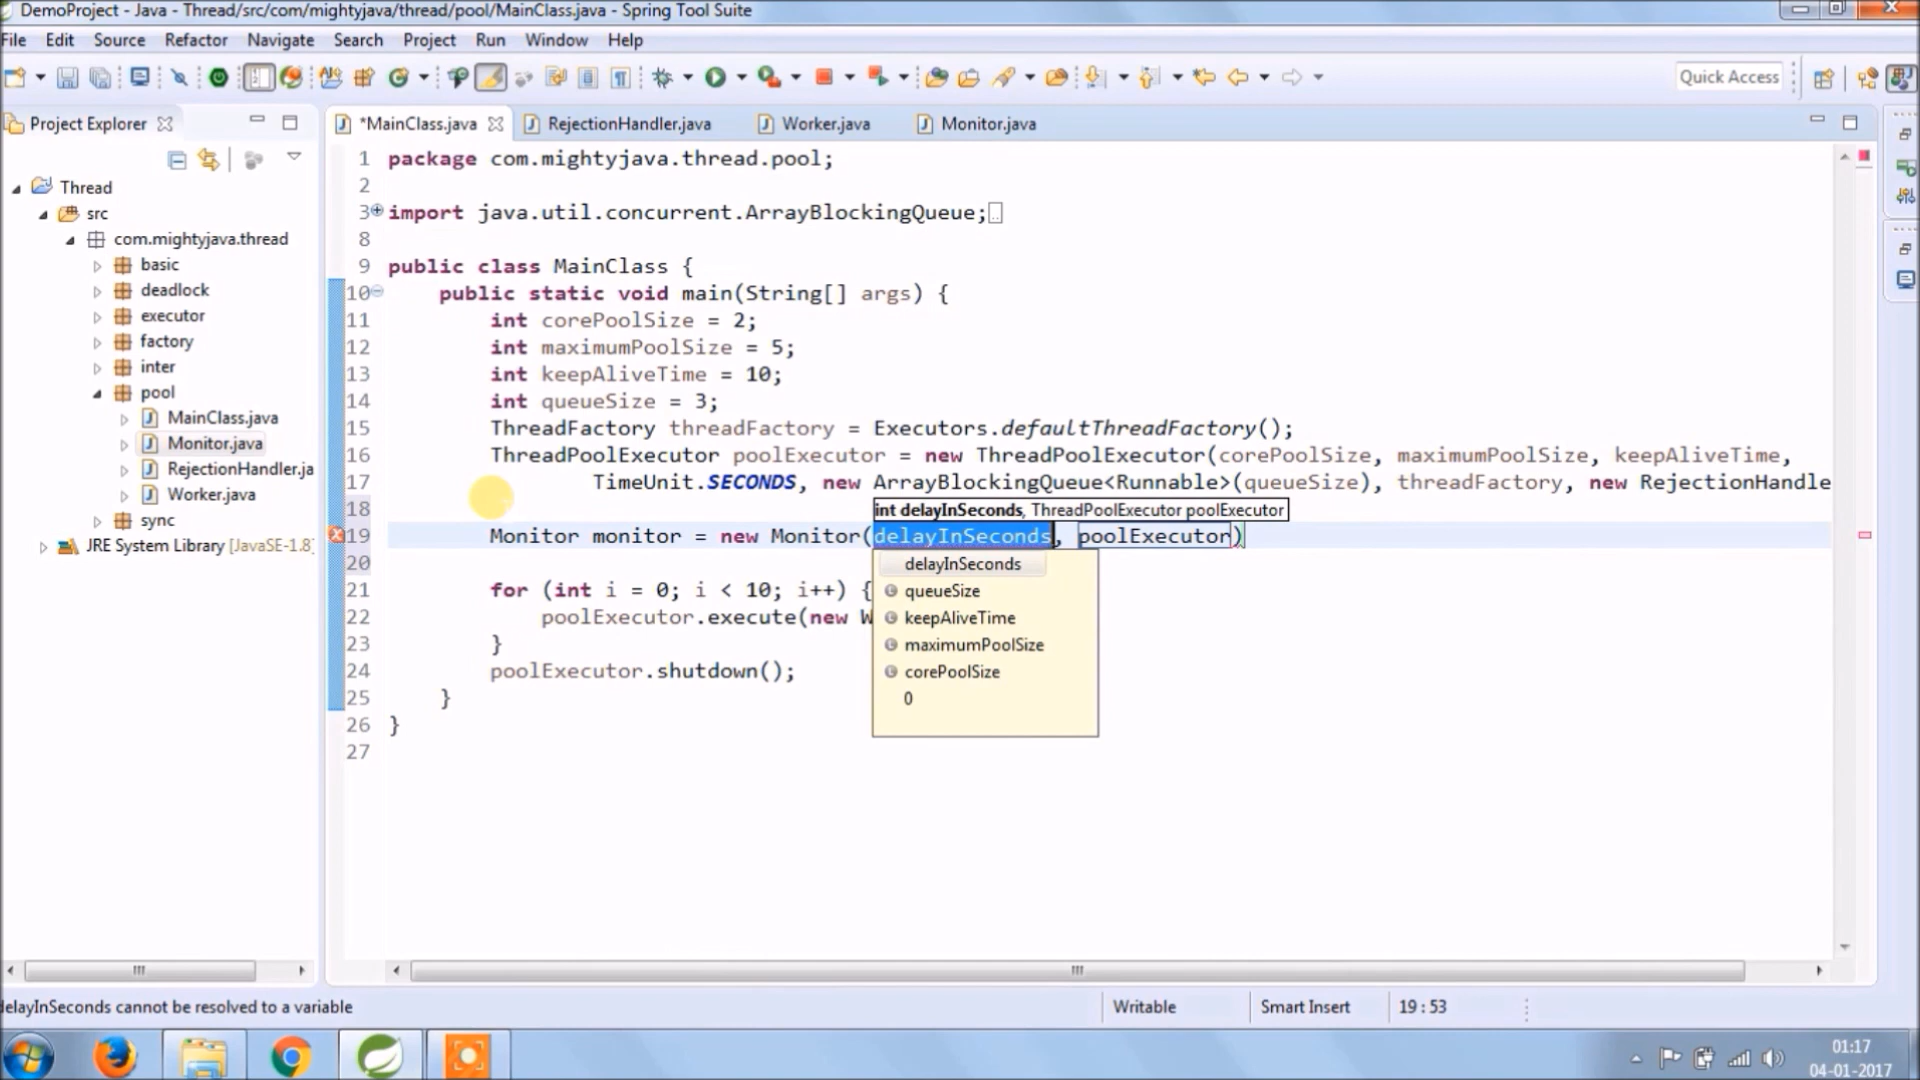 DemoProject - Java - Thread/src/com/mightyjava/thread/pool/MainClass.java - Spring Tool Suite
File Edit Source Refactor Navigate Search Project Run Window Help
Quick Access
Project Explorer
*MainClass.java RejectionHandler.java Worker.java Monitor.java
Thread
src
com.mightyjava.thread
basic
deadlock
executor
factory
inter
pool
MainClass.java
Monitor.java
RejectionHandler.ja
Worker.java
sync
JRE System Library [JavaSE-1.8]
1 package com.mightyjava.thread.pool;
2
3 import java.util.concurrent.ArrayBlockingQueue;
8
9 public class MainClass {
10 public static void main(String[] args) {
11 int corePoolSize = 2;
12 int maximumPoolSize = 5;
13 int keepAliveTime = 10;
14 int queueSize = 3;
15 ThreadFactory threadFactory = Executors.defaultThreadFactory();
16 ThreadPoolExecutor poolExecutor = new ThreadPoolExecutor(corePoolSize, maximumPoolSize, keepAliveTime,
17 TimeUnit.SECONDS, new ArrayBlockingQueue<Runnable>(queueSize), threadFactory, new RejectionHandle
18
int delayInSeconds, ThreadPoolExecutor poolExecutor
19 Monitor monitor = new Monitor(delayInSeconds, poolExecutor)
20
21 for (int i = 0; i < 10; i++) {
22 poolExecutor.execute(new W
23 }
24 poolExecutor.shutdown();
25 }
26 }
27
delayInSeconds
queueSize
keepAliveTime
maximumPoolSize
corePoolSize
0
delayInSeconds cannot be resolved to a variable
Writable
Smart Insert
19 : 53
01:17
04-01-2017